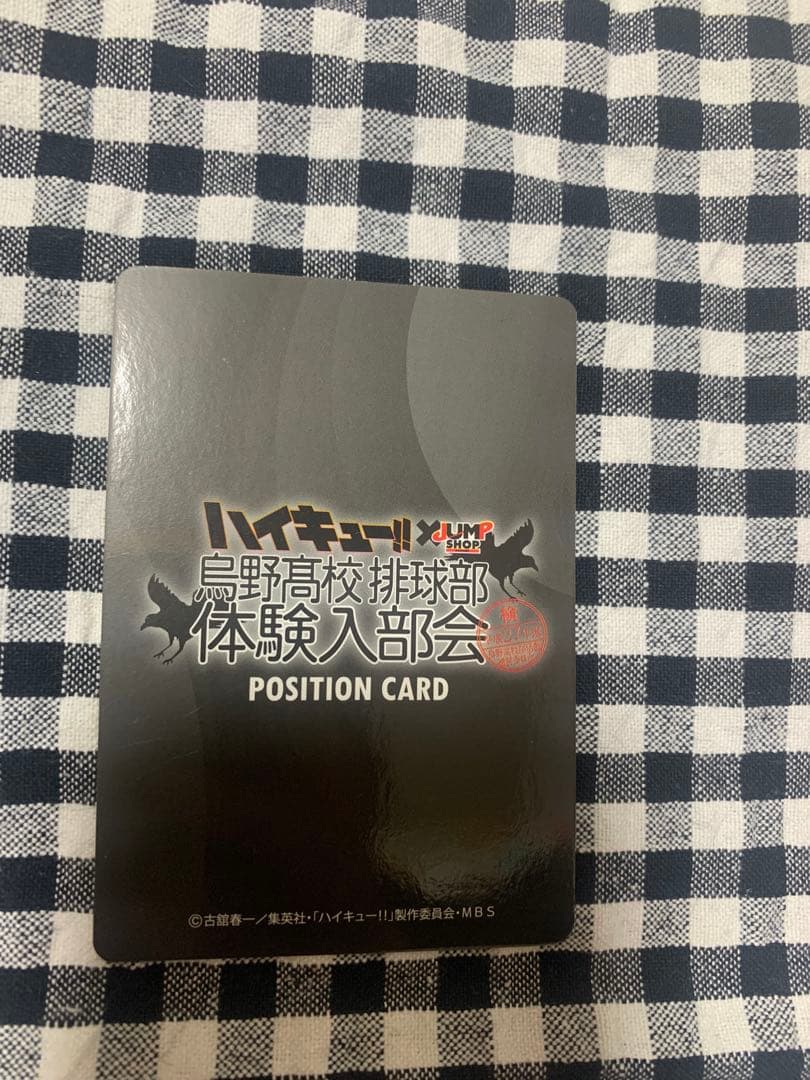 ハイキュー!!×JUMP SHOP
烏野高校 排球部
体験入部会
POSITION CARD
©古舘春一/集英社・「ハイキュー!!」製作委員会・MBS